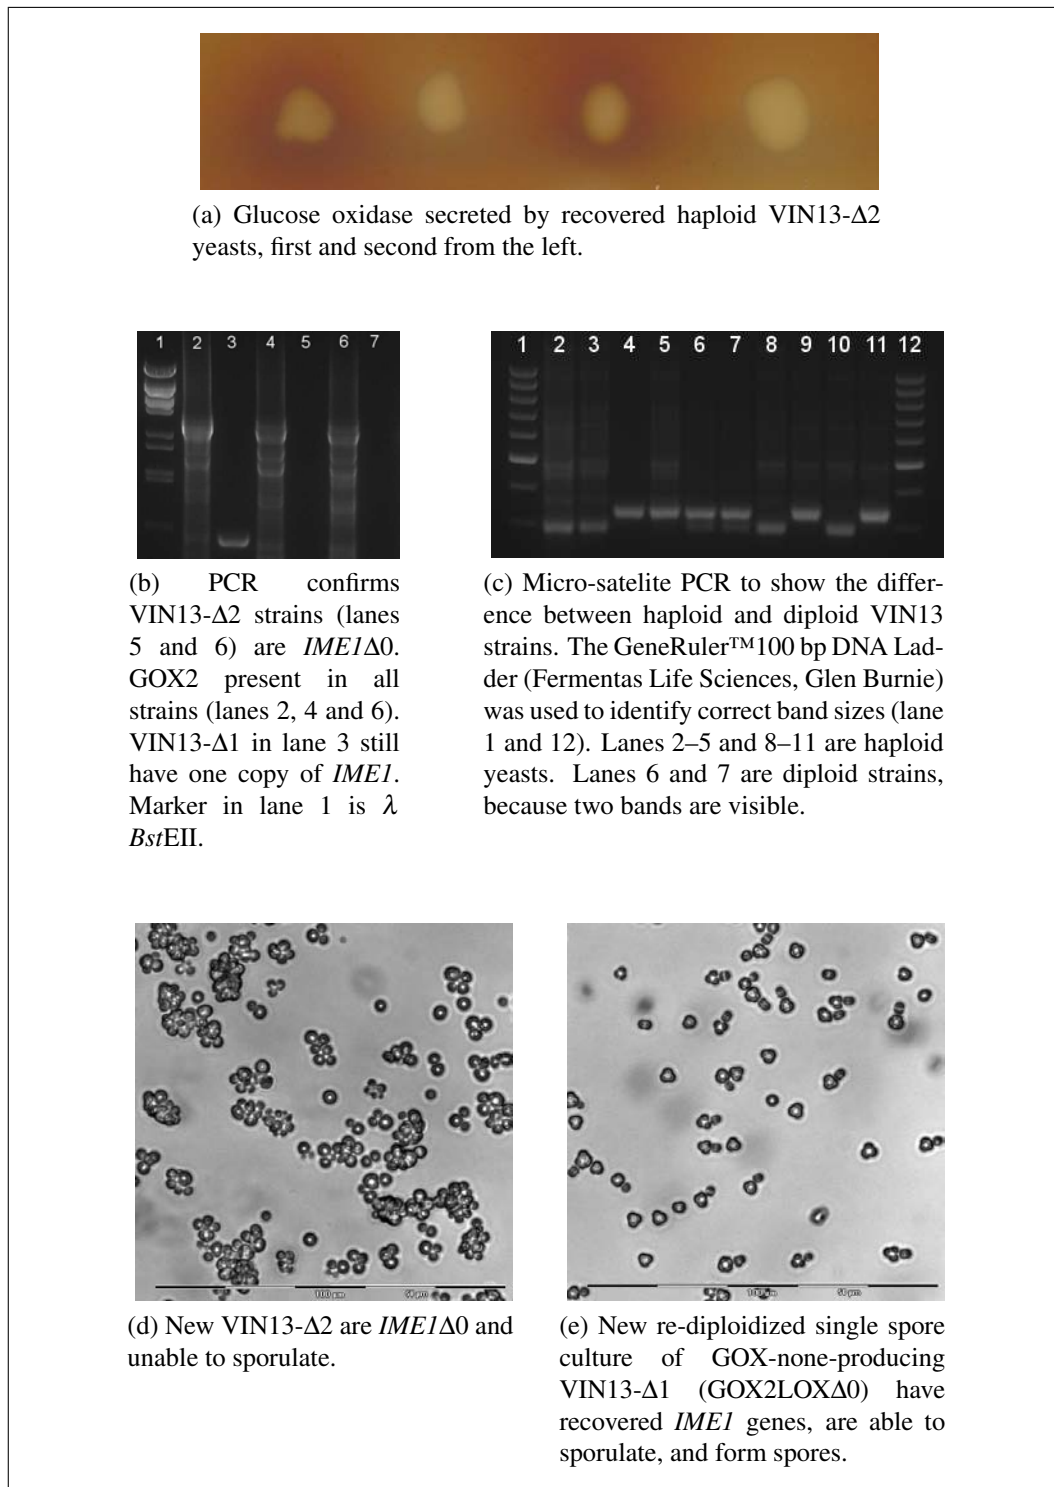 (a) Glucose oxidase secreted by recovered haploid VIN13-Δ2
yeasts, first and second from the left.
1 2 3 4 5 6 7
(b) PCR confirms
VIN13-Δ2 strains (lanes
5 and 6) are IME1Δ0.
GOX2 present in all
strains (lanes 2, 4 and 6).
VIN13-Δ1 in lane 3 still
have one copy of IME1.
Marker in lane 1 is λ
BstEII.
1 2 3 4 5 6 7 8 9 10 11 12
(c) Micro-satelite PCR to show the differ-
ence between haploid and diploid VIN13
strains. The GeneRuler™100 bp DNA Lad-
der (Fermentas Life Sciences, Glen Burnie)
was used to identify correct band sizes (lane
1 and 12). Lanes 2–5 and 8–11 are haploid
yeasts. Lanes 6 and 7 are diploid strains,
because two bands are visible.
100 µm 50 µm
(d) New VIN13-Δ2 are IME1Δ0 and
unable to sporulate.
100 µm 50 µm
(e) New re-diploidized single spore
culture of GOX-none-producing
VIN13-Δ1 (GOX2LOXΔ0) have
recovered IME1 genes, are able to
sporulate, and form spores.